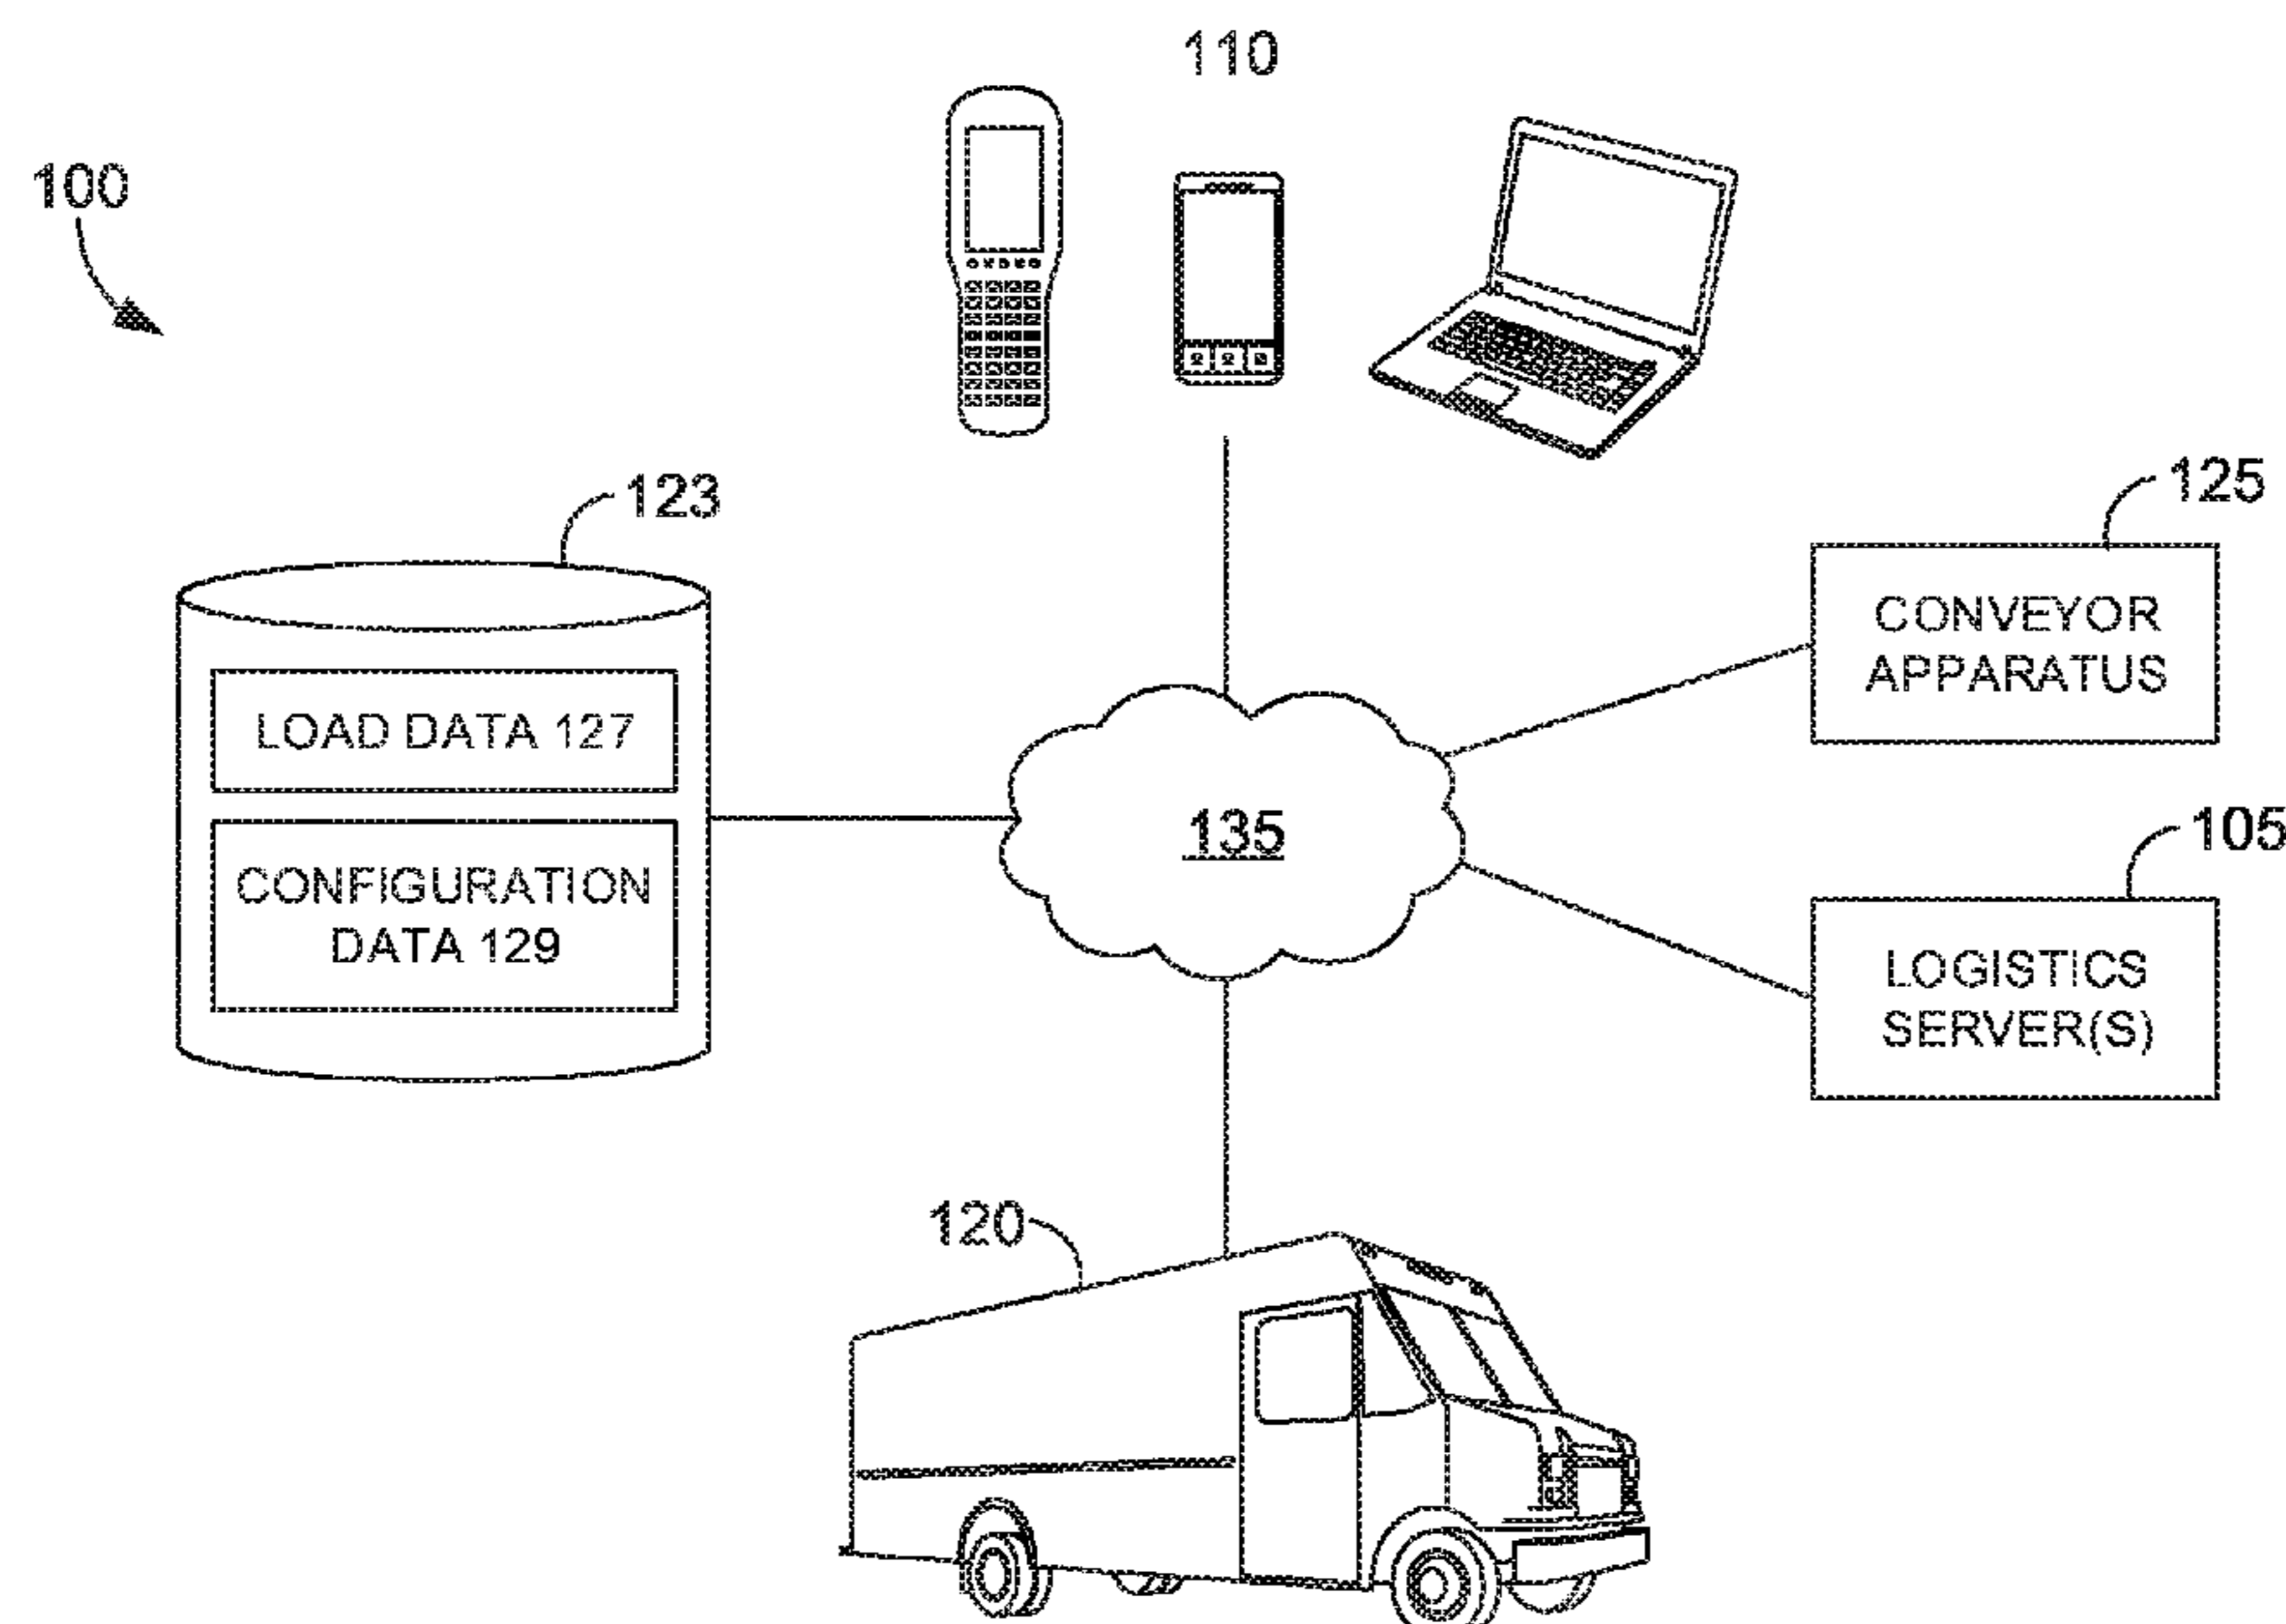 110
100
123
125
LOAD DATA 127
CONVEYOR
APPARATUS
CONFIGURATION
DATA 129
135
105
LOGISTICS
SERVER(S)
120